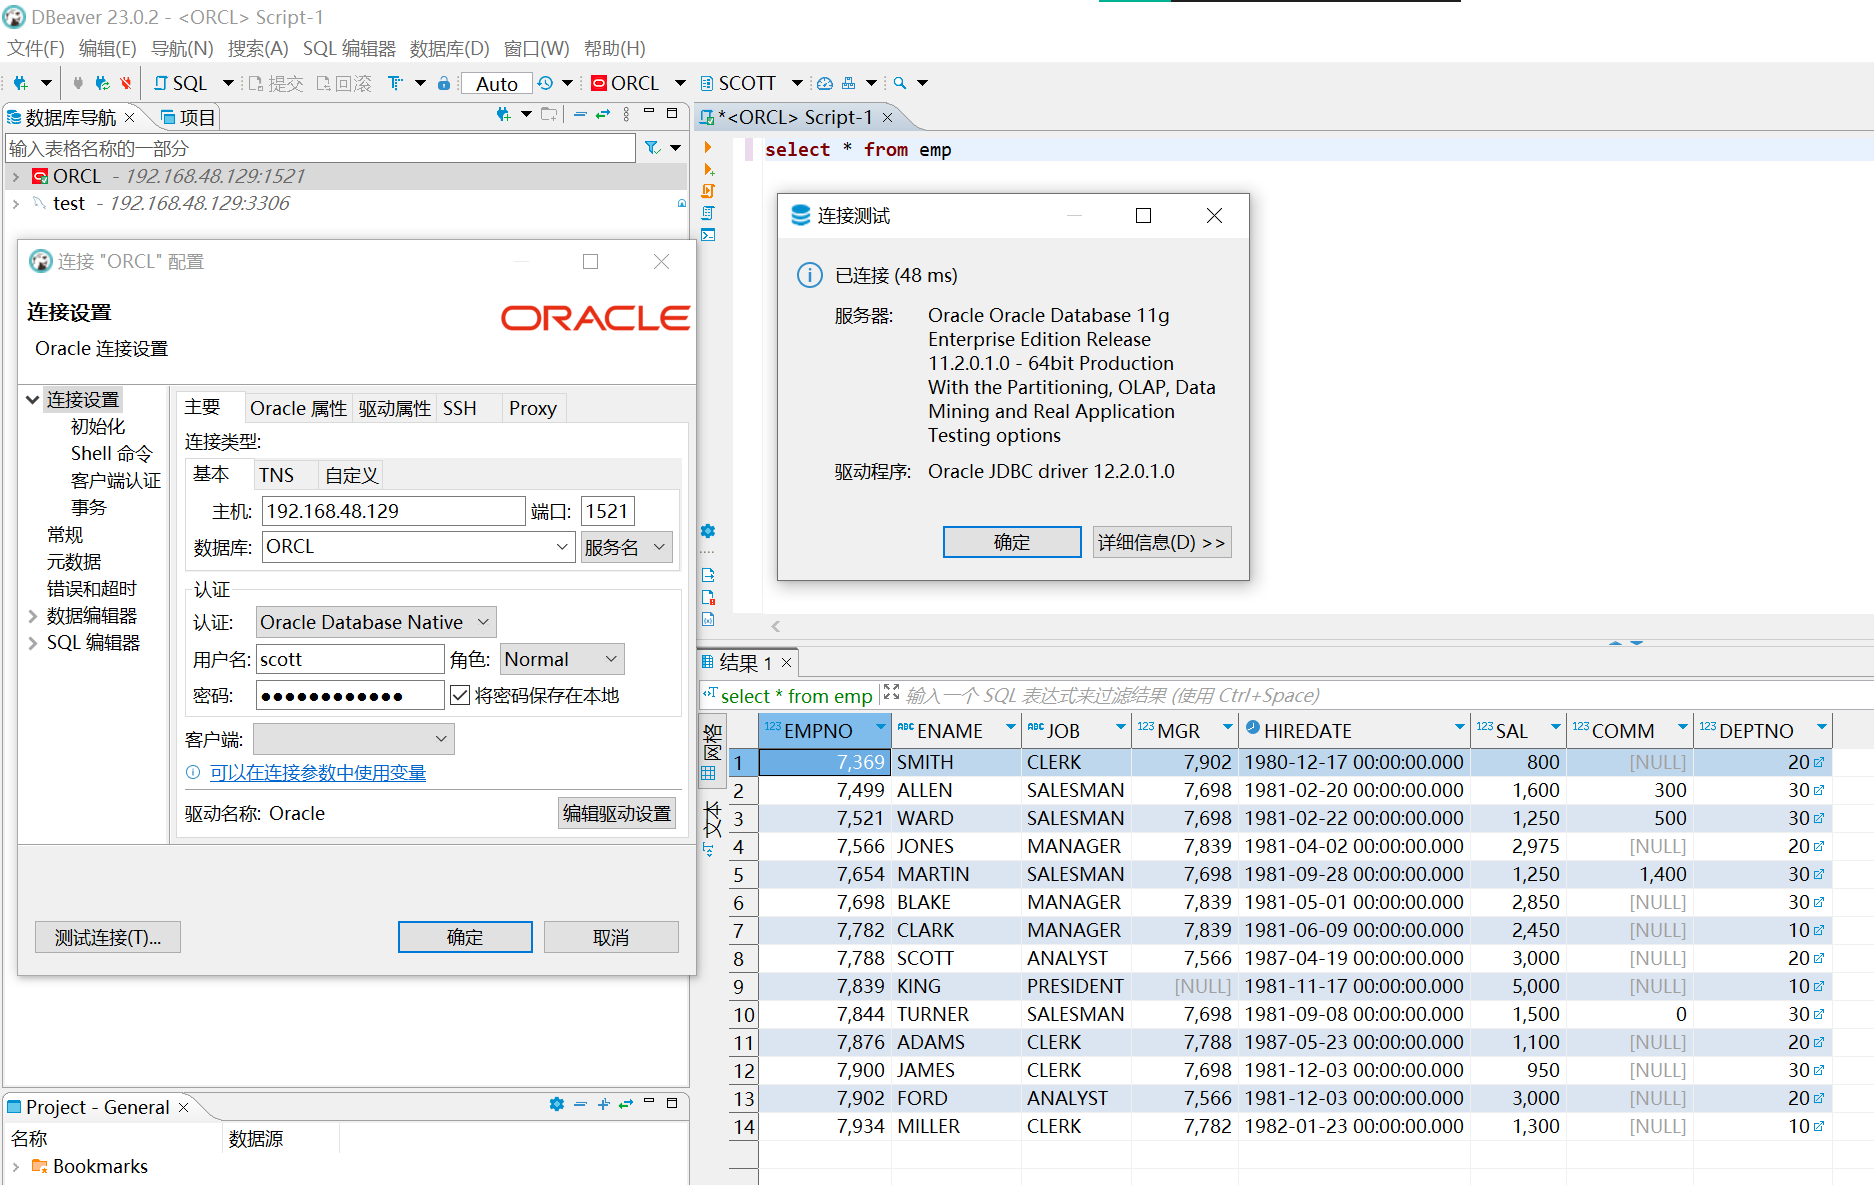 DBeaver 23.0.2 - <ORCL> Script-1
文件(F) 编辑(E) 导航(N) 搜索(A) SQL 编辑器 数据库(D) 窗口(W) 帮助(H)
SQL 提交 回滚 Auto ORCL SCOTT
数据库导航 项目
输入表格名称的一部分
ORCL - 192.168.48.129:1521
test - 192.168.48.129:3306
连接 "ORCL" 配置
连接设置
ORACLE
Oracle 连接设置
连接设置
初始化
Shell 命令
客户端认证
事务
常规
元数据
错误和超时
数据编辑器
SQL 编辑器
主要 Oracle 属性 驱动属性 SSH Proxy
连接类型:
基本 TNS 自定义
主机: 192.168.48.129 端口: 1521
数据库: ORCL 服务名
认证
认证: Oracle Database Native
用户名: scott 角色: Normal
密码: ●●●●●●●●●●●● 将密码保存在本地
客户端:
可以在连接参数中使用变量
驱动名称: Oracle 编辑驱动设置
测试连接(T)... 确定 取消
Project - General
名称 数据源
Bookmarks
*<ORCL> Script-1
select * from emp
连接测试
已连接 (48 ms)
服务器: Oracle Oracle Database 11g
Enterprise Edition Release
11.2.0.1.0 - 64bit Production
With the Partitioning, OLAP, Data
Mining and Real Application
Testing options
驱动程序: Oracle JDBC driver 12.2.0.1.0
确定 详细信息(D) >>
结果 1
select * from emp 输入一个 SQL 表达式来过滤结果 (使用 Ctrl+Space)
网格
文本
123 EMPNO ABC ENAME ABC JOB 123 MGR HIREDATE 123 SAL 123 COMM 123 DEPTNO
1 7,369 SMITH CLERK 7,902 1980-12-17 00:00:00.000 800 [NULL] 20
2 7,499 ALLEN SALESMAN 7,698 1981-02-20 00:00:00.000 1,600 300 30
3 7,521 WARD SALESMAN 7,698 1981-02-22 00:00:00.000 1,250 500 30
4 7,566 JONES MANAGER 7,839 1981-04-02 00:00:00.000 2,975 [NULL] 20
5 7,654 MARTIN SALESMAN 7,698 1981-09-28 00:00:00.000 1,250 1,400 30
6 7,698 BLAKE MANAGER 7,839 1981-05-01 00:00:00.000 2,850 [NULL] 30
7 7,782 CLARK MANAGER 7,839 1981-06-09 00:00:00.000 2,450 [NULL] 10
8 7,788 SCOTT ANALYST 7,566 1987-04-19 00:00:00.000 3,000 [NULL] 20
9 7,839 KING PRESIDENT [NULL] 1981-11-17 00:00:00.000 5,000 [NULL] 10
10 7,844 TURNER SALESMAN 7,698 1981-09-08 00:00:00.000 1,500 0 30
11 7,876 ADAMS CLERK 7,788 1987-05-23 00:00:00.000 1,100 [NULL] 20
12 7,900 JAMES CLERK 7,698 1981-12-03 00:00:00.000 950 [NULL] 30
13 7,902 FORD ANALYST 7,566 1981-12-03 00:00:00.000 3,000 [NULL] 20
14 7,934 MILLER CLERK 7,782 1982-01-23 00:00:00.000 1,300 [NULL] 10